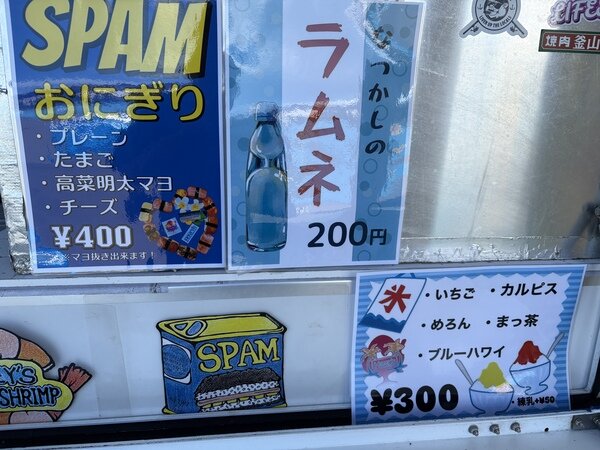 SPAM
おにぎり
・プレーン
・たまご
・高菜明太マヨ
・チーズ
¥400
※マヨ抜き出来ます!
なつかしの
ラムネ
200円
焼肉 釜山
SPAM
Y'S
SHRIMP
氷
・いちご ・カルピス
・めろん ・まっ茶
・ブルーハワイ
¥300
・練乳+¥50